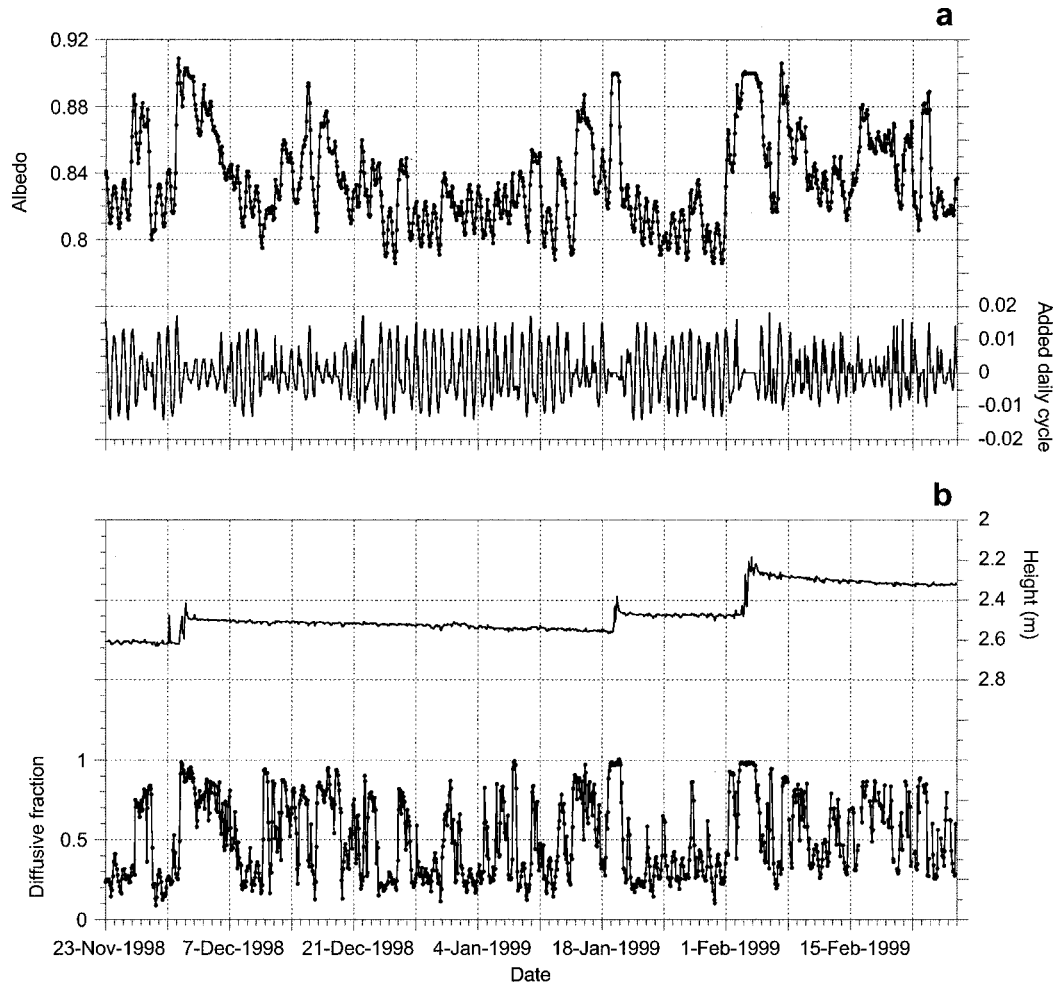 a
0.92
0.88
0.84
0.8
Albedo
0.02
0.01
0
-0.01
-0.02
Added daily cycle
b
2
2.2
2.4
2.6
2.8
Height (m)
1
0.5
0
Diffusive fraction
23-Nov-1998 7-Dec-1998 21-Dec-1998 4-Jan-1999 18-Jan-1999 1-Feb-1999 15-Feb-1999
Date